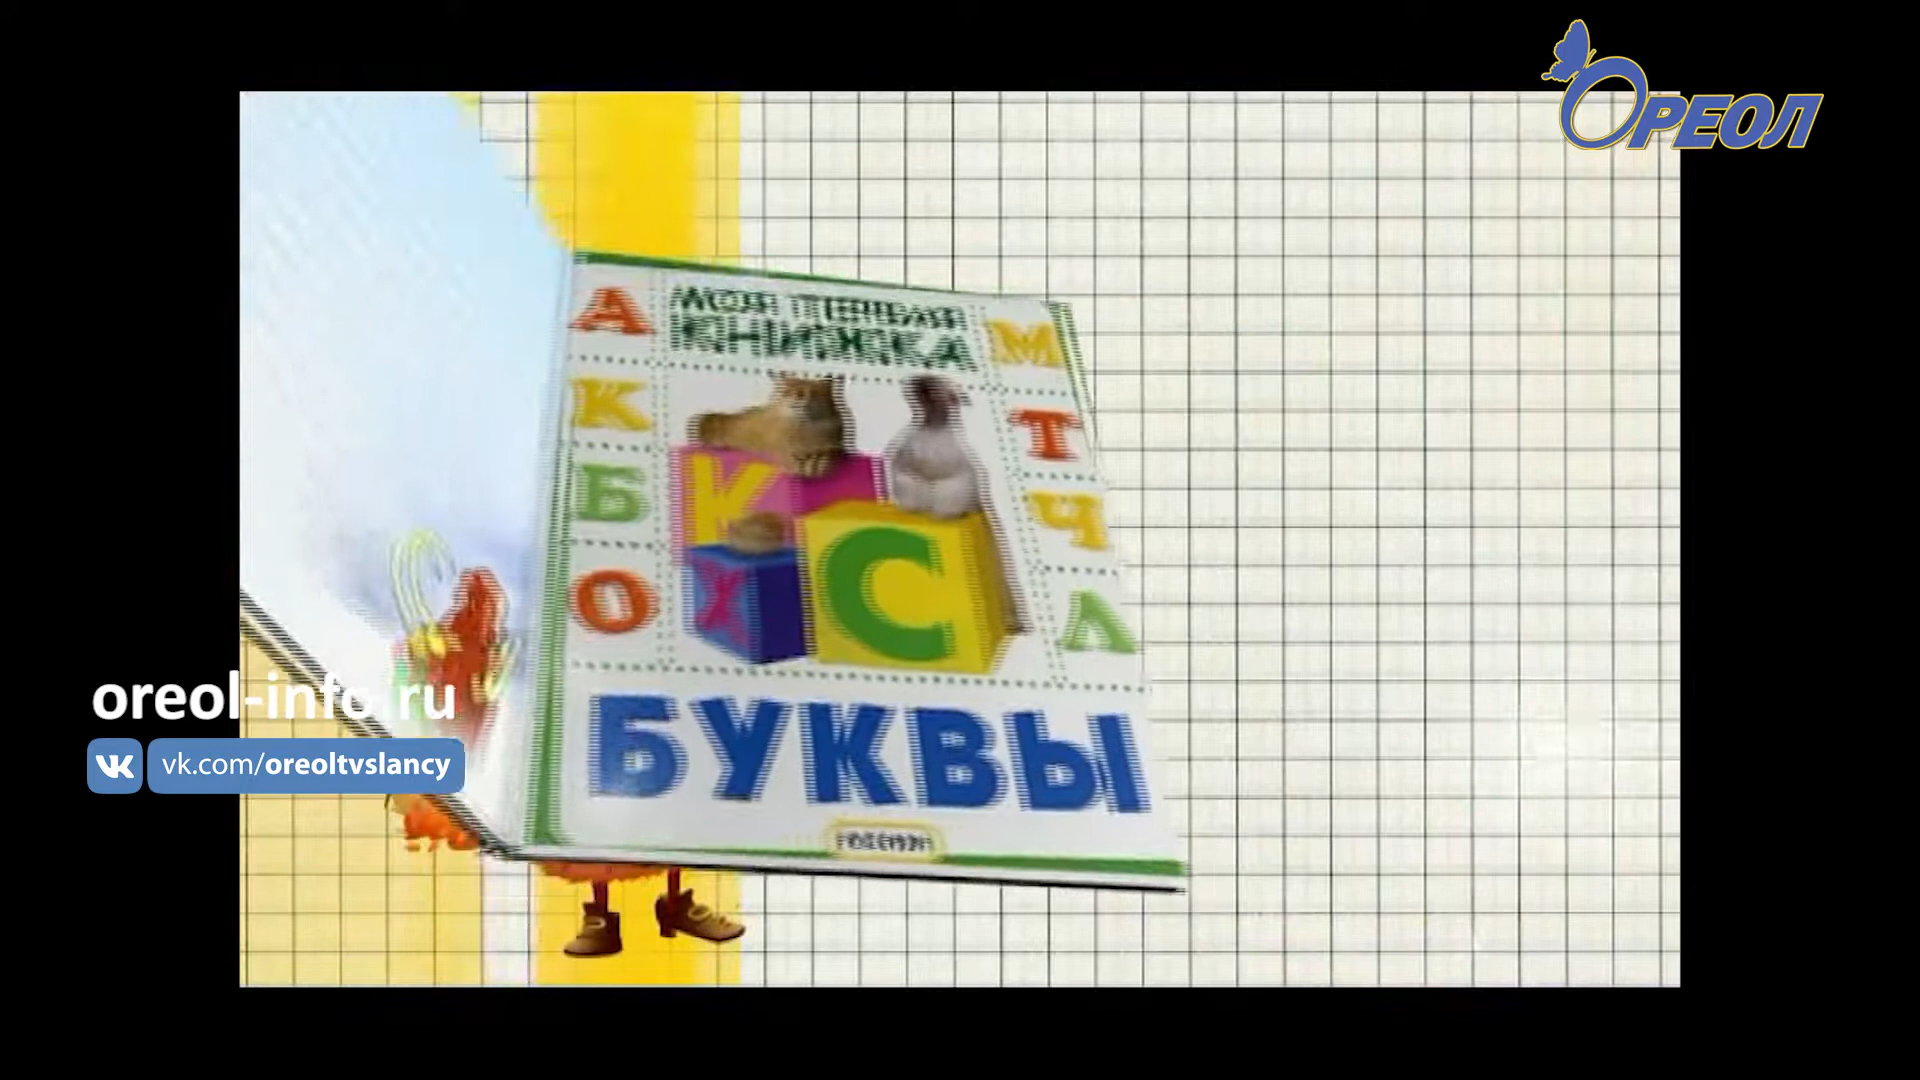 ОРЕОЛ
МОЯ ПЕРВАЯ
КНИЖКА
А
М
К
Т
Б
К
Ч
О
Х
С
Л
БУКВЫ
oreol-info.ru
vk.com/oreoltvslancy